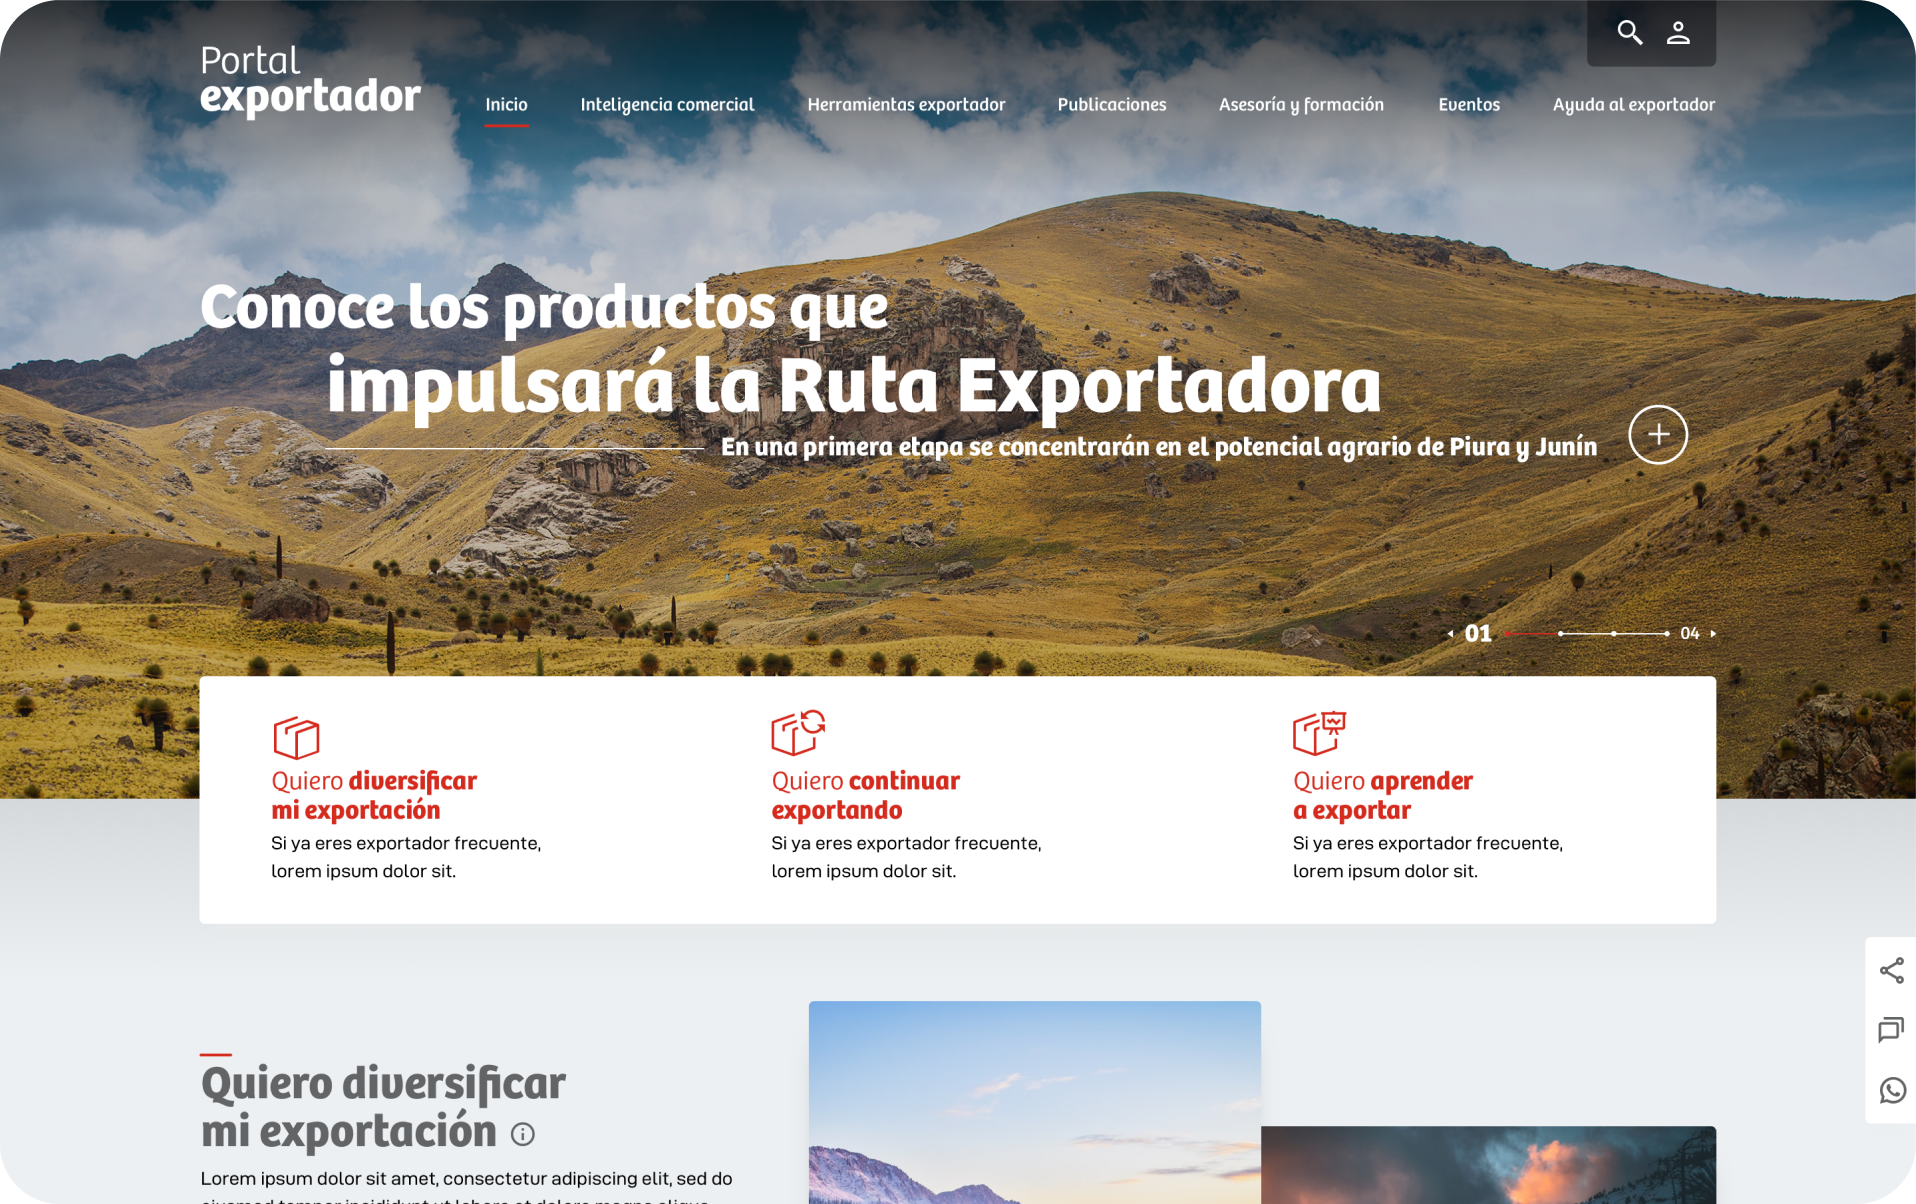 Portal
exportador
Inicio
Inteligencia comercial
Herramientas exportador
Publicaciones
Asesoría y formación
Eventos
Ayuda al exportador
Conoce los productos que
impulsará la Ruta Exportadora
En una primera etapa se concentrarán en el potencial agrario de Piura y Junín
01
04
Quiero diversificar
mi exportación
Si ya eres exportador frecuente,
lorem ipsum dolor sit.
Quiero continuar
exportando
Si ya eres exportador frecuente,
lorem ipsum dolor sit.
Quiero aprender
a exportar
Si ya eres exportador frecuente,
lorem ipsum dolor sit.
Quiero diversificar
mi exportación
Lorem ipsum dolor sit amet, consectetur adipiscing elit, sed do